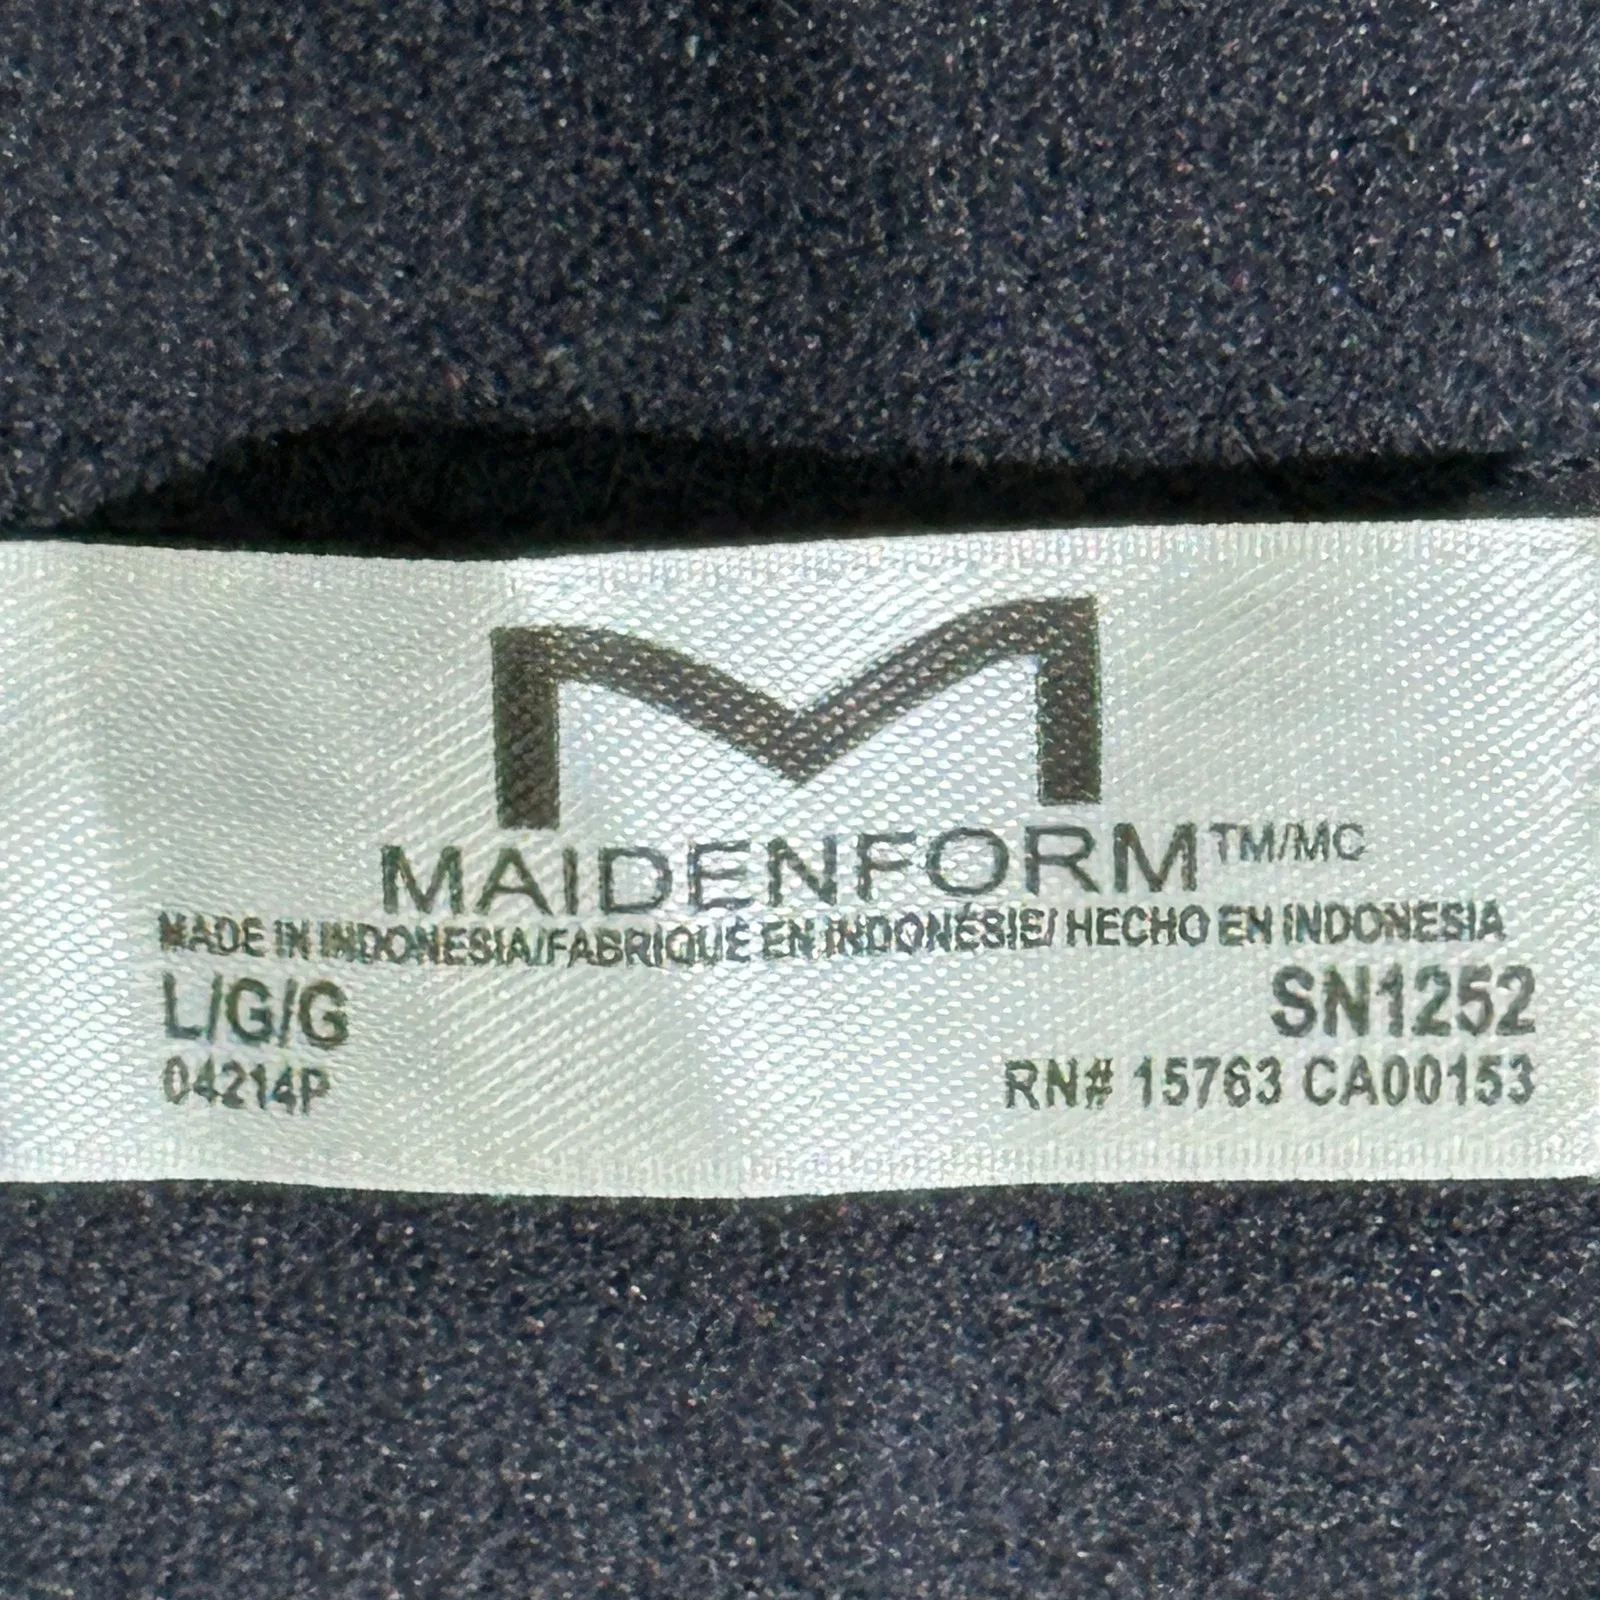 M
MAIDENFORM TM/MC
MADE IN INDONESIA/FABRIQUÉ EN INDONÉSIE/ HECHO EN INDONESIA
L/G/G SN1252
04214P RN# 15763 CA00153